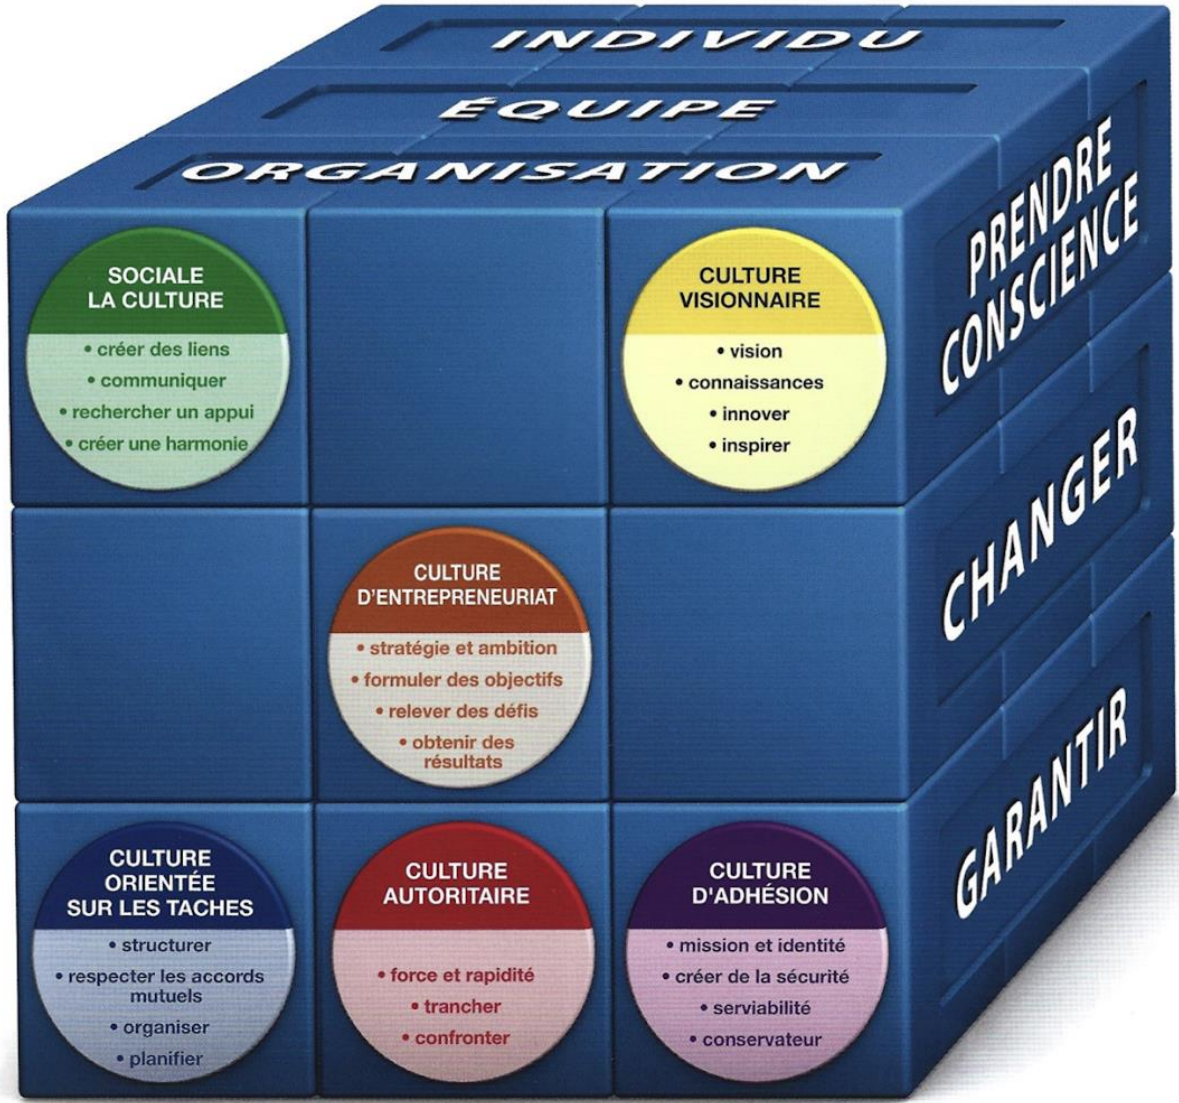 INDIVIDU
ÉQUIPE
ORGANISATION
PRENDRE
CONSCIENCE
CHANGER
GARANTIR
SOCIALE
LA CULTURE
• créer des liens
• communiquer
• rechercher un appui
• créer une harmonie
CULTURE
VISIONNAIRE
• vision
• connaissances
• innover
• inspirer
CULTURE
D'ENTREPRENEURIAT
• stratégie et ambition
• formuler des objectifs
• relever des défis
• obtenir des
résultats
CULTURE
ORIENTÉE
SUR LES TACHES
• structurer
• respecter les accords
mutuels
• organiser
• planifier
CULTURE
AUTORITAIRE
• force et rapidité
• trancher
• confronter
CULTURE
D'ADHÉSION
• mission et identité
• créer de la sécurité
• serviabilité
• conservateur